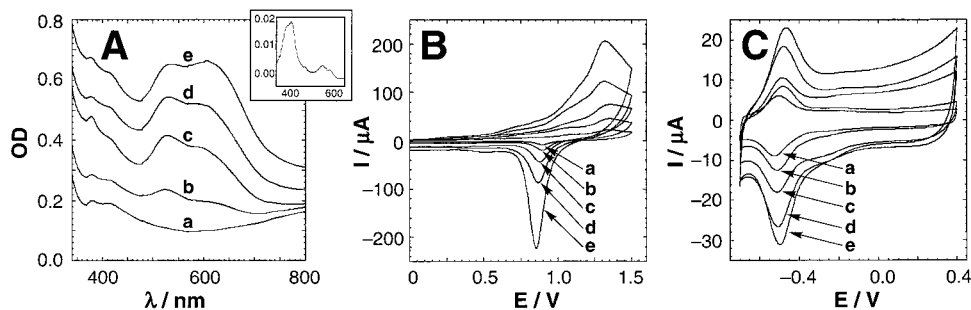 A
OD
0.8
0.6
0.4
0.2
0.0
e
d
c
b
a
400
600
800
λ / nm
0.02
0.01
0.00
400
600
B
I / μA
200
100
0
−100
−200
a
b
c
d
e
0
0.5
1.0
1.5
E / V
C
I / μA
20
10
0
−10
−20
−30
a
b
c
d
e
−0.4
0.0
0.4
E / V